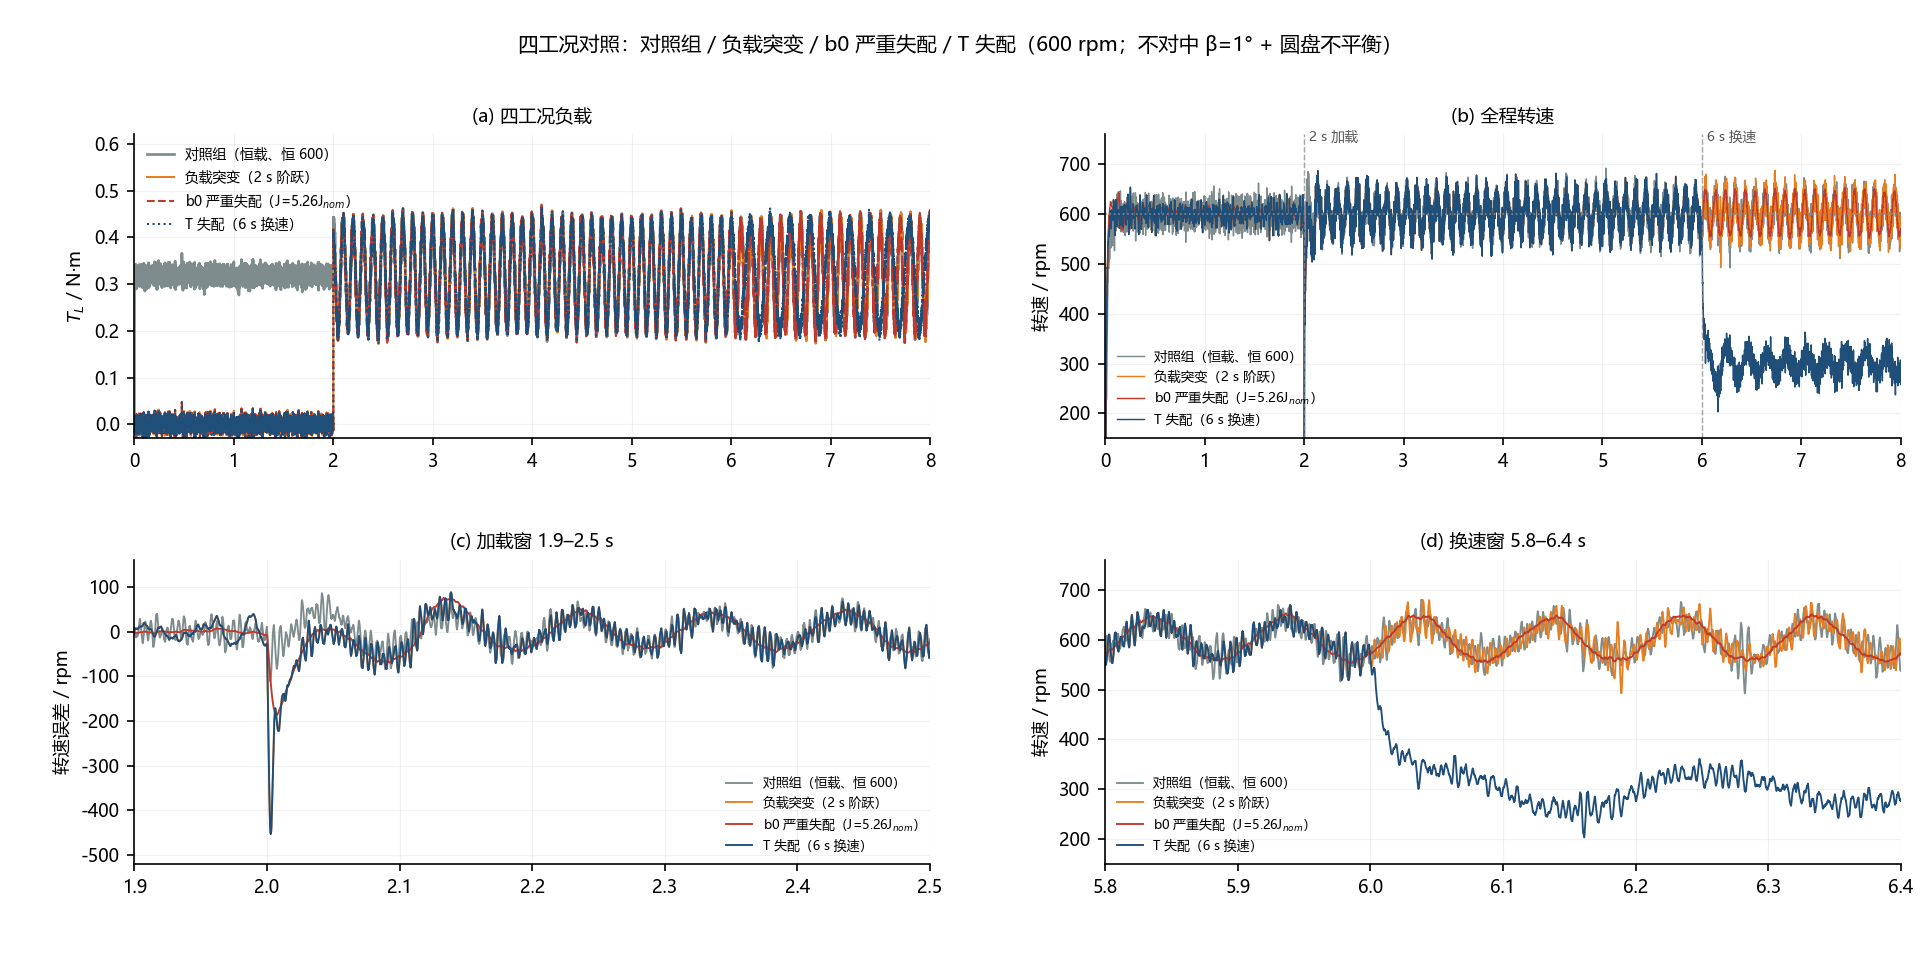 四工况对照：对照组 / 负载突变 / b0 严重失配 / T 失配（600 rpm；不对中 β=1° + 圆盘不平衡）
(a) 四工况负载
T_L / N·m
0.6
0.5
0.4
0.3
0.2
0.1
0.0
对照组（恒载、恒 600）
负载突变（2 s 阶跃）
b0 严重失配（J=5.26J_nom）
T 失配（6 s 换速）
0 1 2 3 4 5 6 7 8
(b) 全程转速
转速 / rpm
700
600
500
400
300
200
2 s 加载
6 s 换速
对照组（恒载、恒 600）
负载突变（2 s 阶跃）
b0 严重失配（J=5.26J_nom）
T 失配（6 s 换速）
0 1 2 3 4 5 6 7 8
(c) 加载窗 1.9–2.5 s
转速误差 / rpm
100
0
-100
-200
-300
-400
-500
对照组（恒载、恒 600）
负载突变（2 s 阶跃）
b0 严重失配（J=5.26J_nom）
T 失配（6 s 换速）
1.9 2.0 2.1 2.2 2.3 2.4 2.5
(d) 换速窗 5.8–6.4 s
转速 / rpm
700
600
500
400
300
200
对照组（恒载、恒 600）
负载突变（2 s 阶跃）
b0 严重失配（J=5.26J_nom）
T 失配（6 s 换速）
5.8 5.9 6.0 6.1 6.2 6.3 6.4